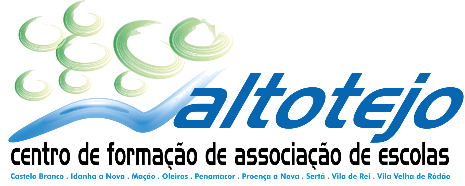 altotejo
centro de formação de associação de escolas
Castelo Branco . Idanha a Nova . Mação . Oleiros . Penamacor . Proença a Nova . Sertã . Vila de Rei . Vila Velha de Ródão